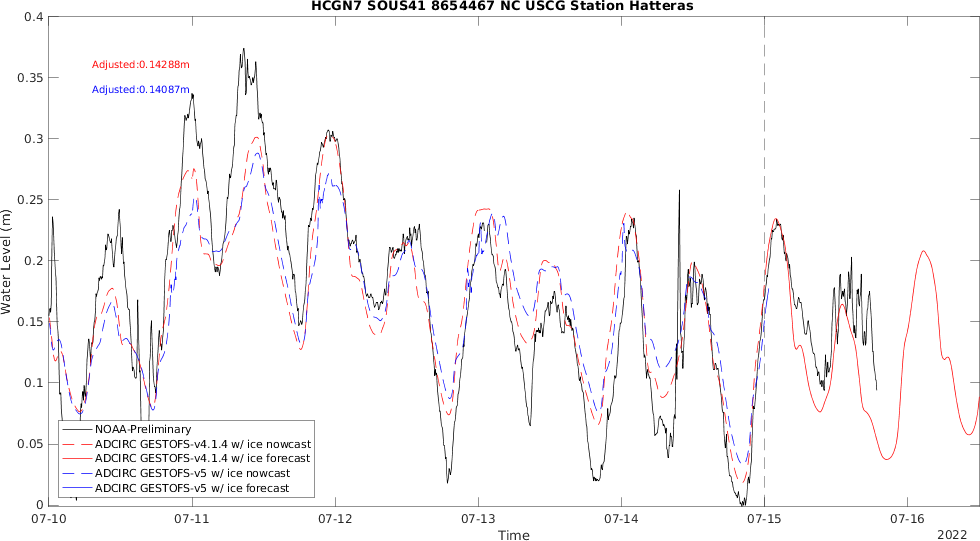 HCGN7 SOUS41 8654467 NC USCG Station Hatteras
0.4
0.35
0.3
0.25
0.2
0.15
0.1
0.05
0
Water Level (m)
Adjusted:0.14288m
Adjusted:0.14087m
NOAA-Preliminary
ADCIRC GESTOFS-v4.1.4 w/ ice nowcast
ADCIRC GESTOFS-v4.1.4 w/ ice forecast
ADCIRC GESTOFS-v5 w/ ice nowcast
ADCIRC GESTOFS-v5 w/ ice forecast
07-10 07-11 07-12 07-13 07-14 07-15 07-16
Time
2022